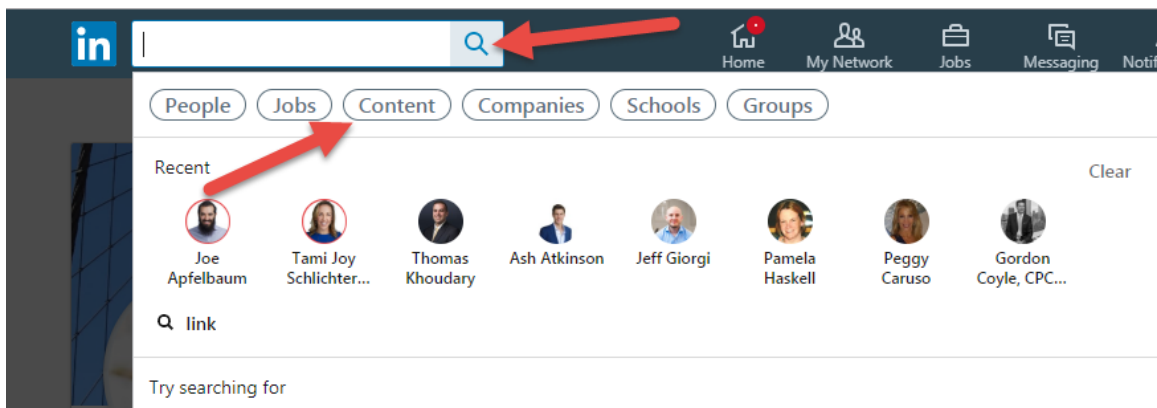 in
Home My Network Jobs Messaging Notif
People Jobs Content Companies Schools Groups
Recent Clear
Joe Apfelbaum
Tami Joy Schlichter...
Thomas Khoudary
Ash Atkinson
Jeff Giorgi
Pamela Haskell
Peggy Caruso
Gordon Coyle, CPC...
link
Try searching for